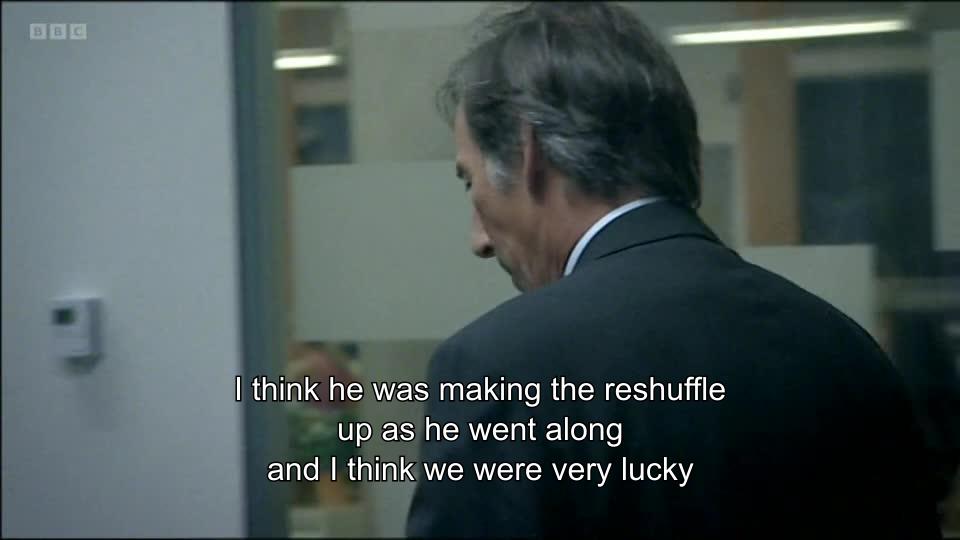 BBC
I think he was making the reshuffle
up as he went along
and I think we were very lucky